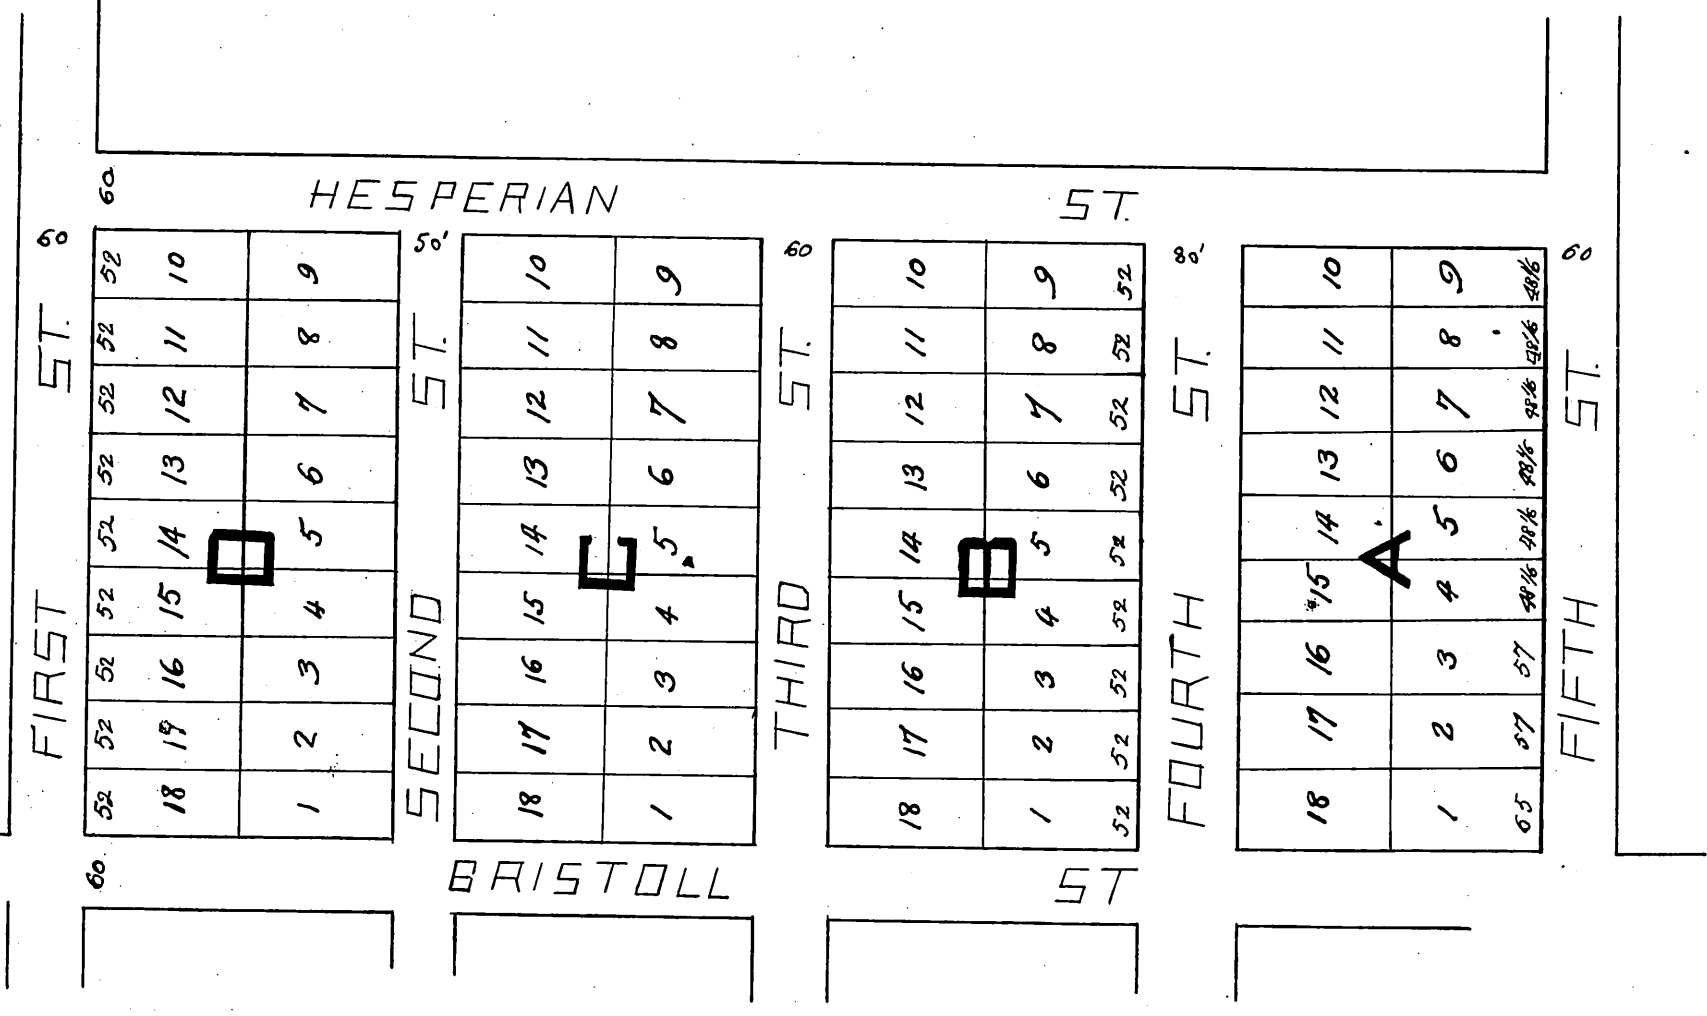 HESPERIAN ST.
60
60
50'
60
80'
60
FIRST ST.
SECOND ST.
THIRD ST.
FOURTH ST.
FIFTH ST.
52 10 9
52 11 8
52 12 7
52 13 6
52 14 5
52 15 4
52 16 3
52 17 2
52 18 1
D
10 9
11 8
12 7
13 6
14 5
15 4
16 3
17 2
18 1
C
10 9 52
11 8 52
12 7 52
13 6 52
14 5 52
15 4 52
16 3 52
17 2 52
18 1 52
B
10 9
11 8
12 7
13 6
14 5
15 4
16 3 57
17 2 57
18 1 65
A
60
BRISTOLL ST